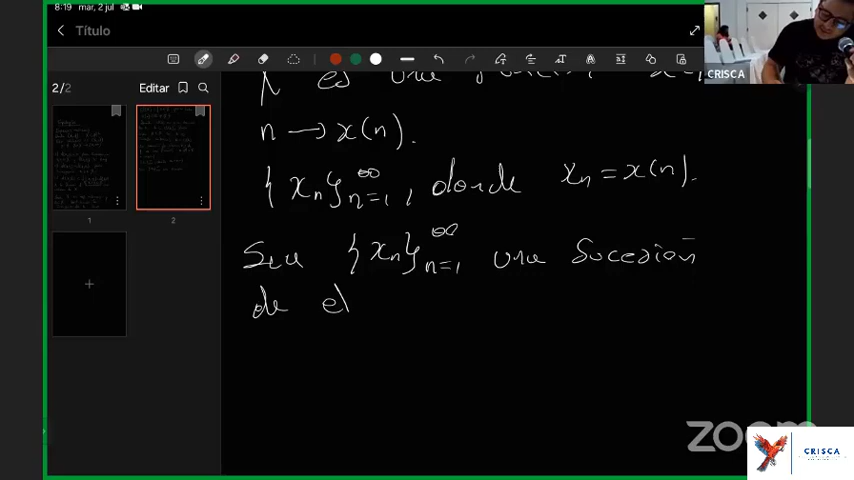 8:19 mar, 2 jul
Título
2/2
Editar
1
2
es una
n → x(n).
{xₙ}ₙ₌₁^∞, donde xₙ = x(n).
Sea {xₙ}ₙ₌₁^∞ una sucesión
de el
CRISCA
zoom
CRISCA